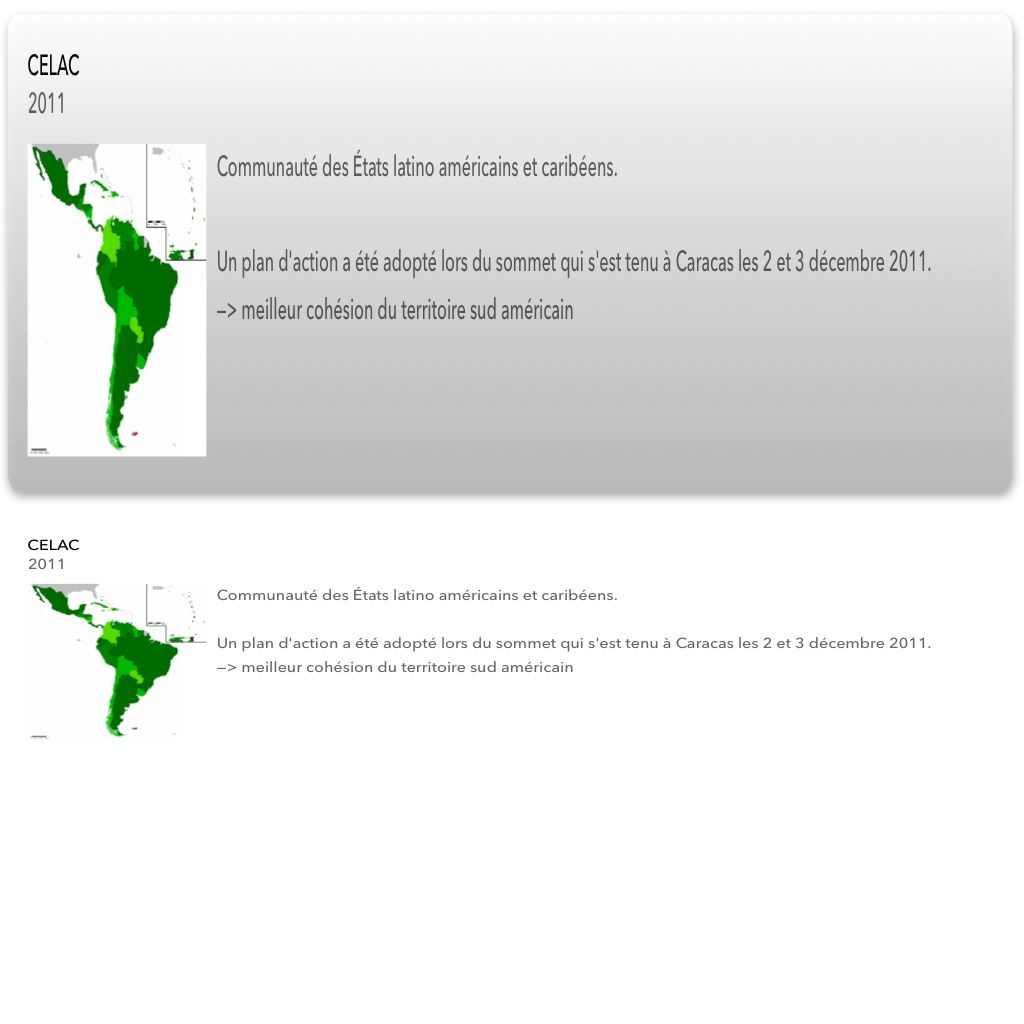 CELAC
2011
Communauté des États latino américains et caribéens.
Un plan d'action a été adopté lors du sommet qui s'est tenu à Caracas les 2 et 3 décembre 2011.
—> meilleur cohésion du territoire sud américain
CELAC
2011
Communauté des États latino américains et caribéens.
Un plan d'action a été adopté lors du sommet qui s'est tenu à Caracas les 2 et 3 décembre 2011.
—> meilleur cohésion du territoire sud américain